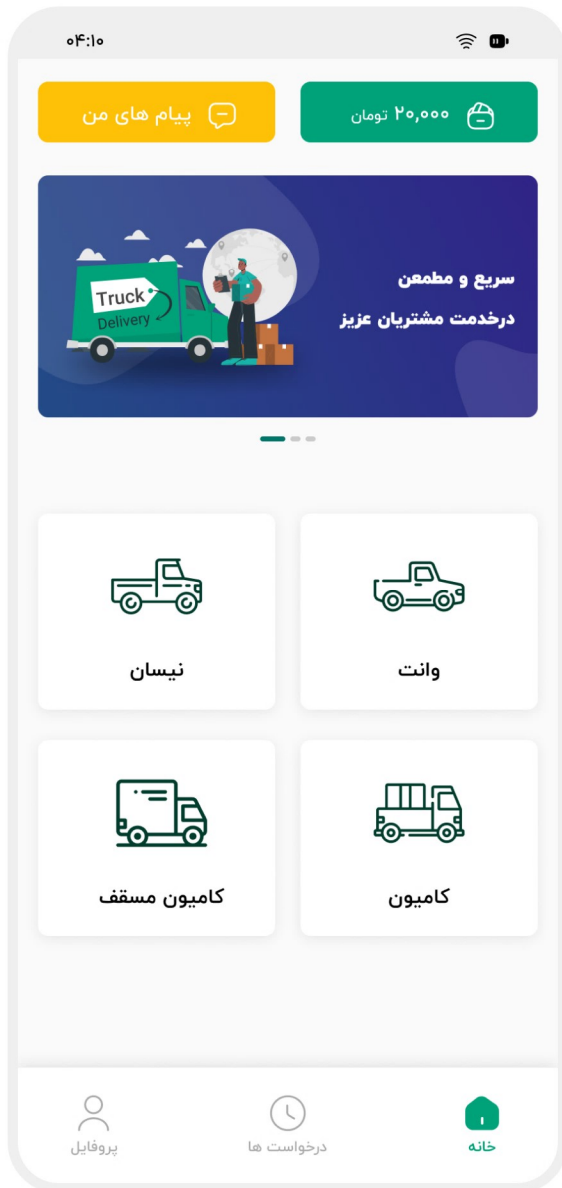 ۰۴:۱۰
۲۰,۰۰۰ تومان
پیام های من
سریع و مطمعن
درخدمت مشتریان عزیز
Truck
Delivery
وانت
نیسان
کامیون
کامیون مسقف
خانه
درخواست ها
پروفایل